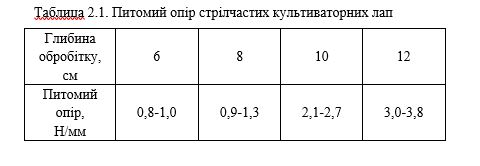 Таблица 2.1. Питомий опір стрілчастих культиваторних лап
Глибина
обробітку,
см
6
8
10
12
Питомий
опір,
Н/мм
0,8-1,0
0,9-1,3
2,1-2,7
3,0-3,8